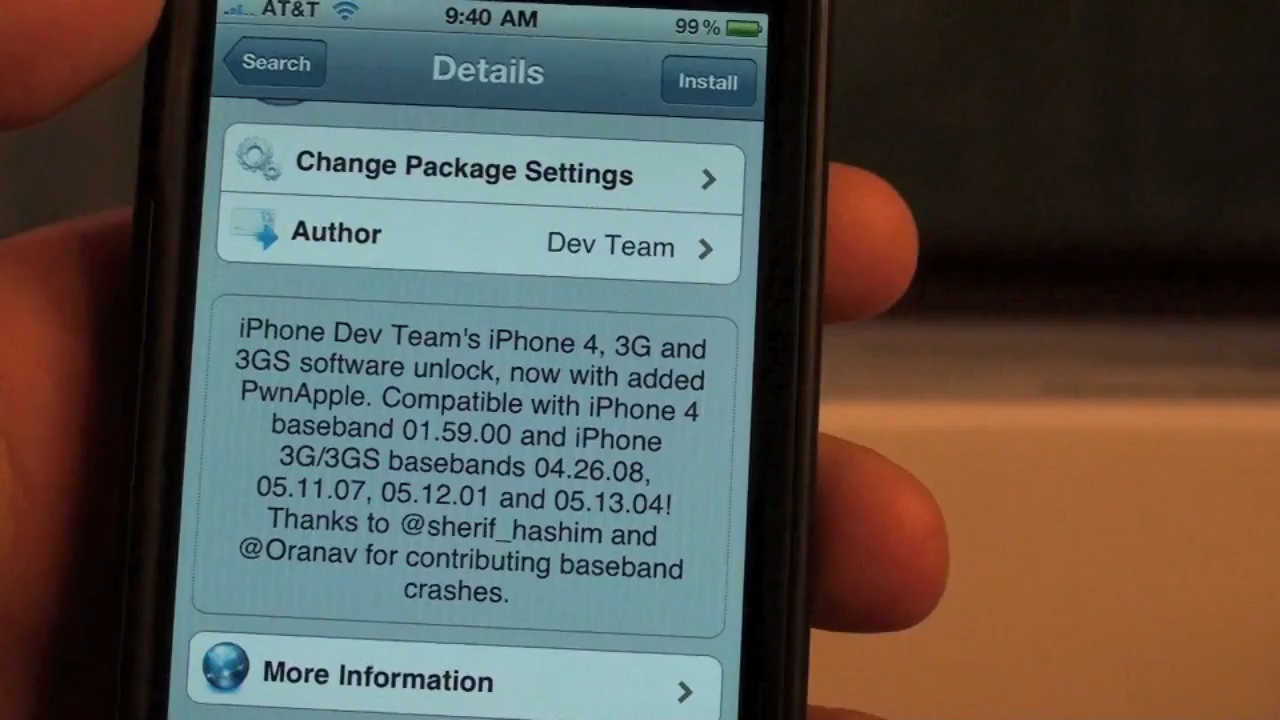 AT&T 9:40 AM 99%
Search Details Install
Change Package Settings
Author Dev Team
iPhone Dev Team's iPhone 4, 3G and
3GS software unlock, now with added
PwnApple. Compatible with iPhone 4
baseband 01.59.00 and iPhone
3G/3GS basebands 04.26.08,
05.11.07, 05.12.01 and 05.13.04!
Thanks to @sherif_hashim and
@Oranav for contributing baseband
crashes.
More Information